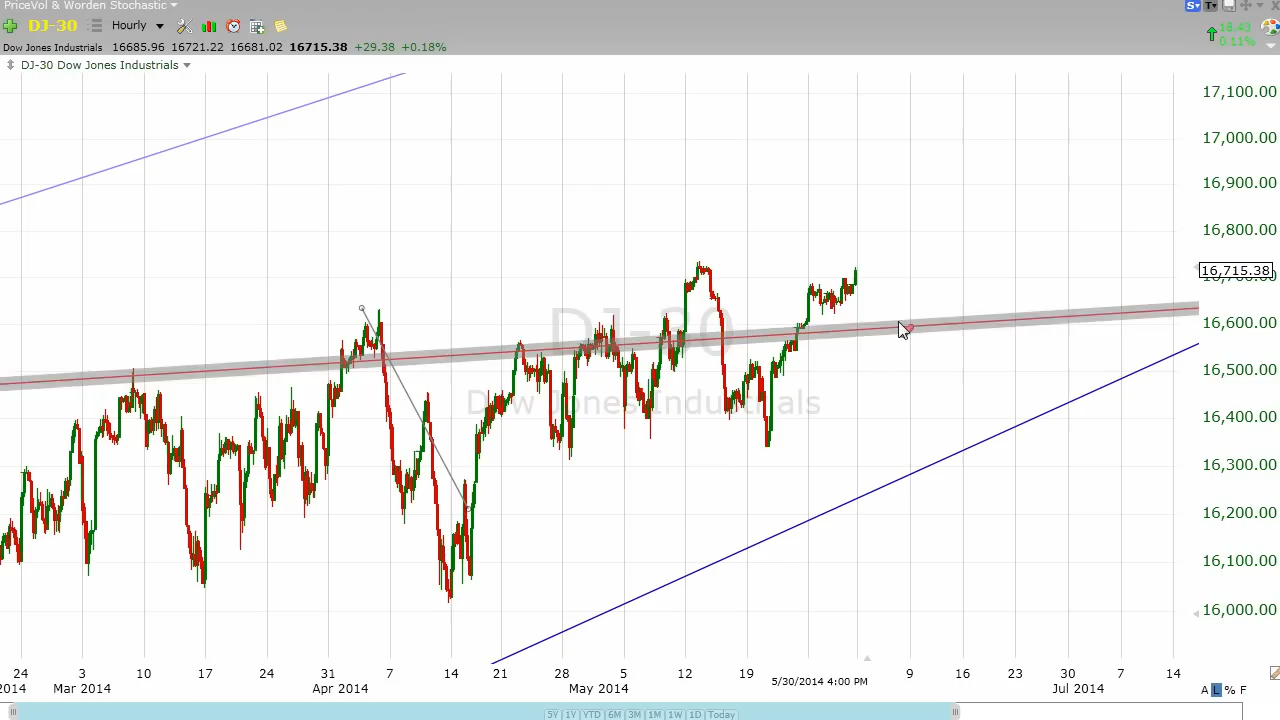 PriceVol & Worden Stochastic
DJ-30 Hourly
Dow Jones Industrials 16685.96 16721.22 16681.02 16715.38 +29.38 +0.18%
18.43
0.11%
DJ-30 Dow Jones Industrials
17,100.00
17,000.00
16,900.00
16,800.00
16,715.38
16,600.00
16,500.00
16,400.00
16,300.00
16,200.00
16,100.00
16,000.00
DJ-30
Dow Jones Industrials
24 3 10 17 24 31 7 14 21 28 5 12 19 5/30/2014 4:00 PM 9 16 23 30 7 14
2014 Mar 2014 Apr 2014 May 2014 Jul 2014
A L % F
5Y 1Y YTD 6M 3M 1M 1W 1D Today